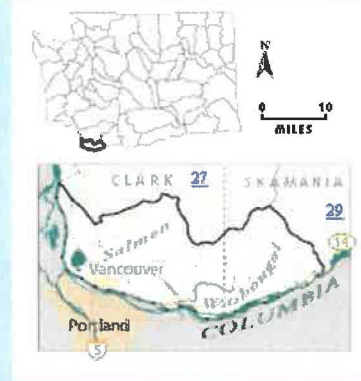 N
0 10
MILES
CLARK 27
SKAMANIA
29
14
Salmon
Vancouver
Washougal
COLUMBIA
Portland
5